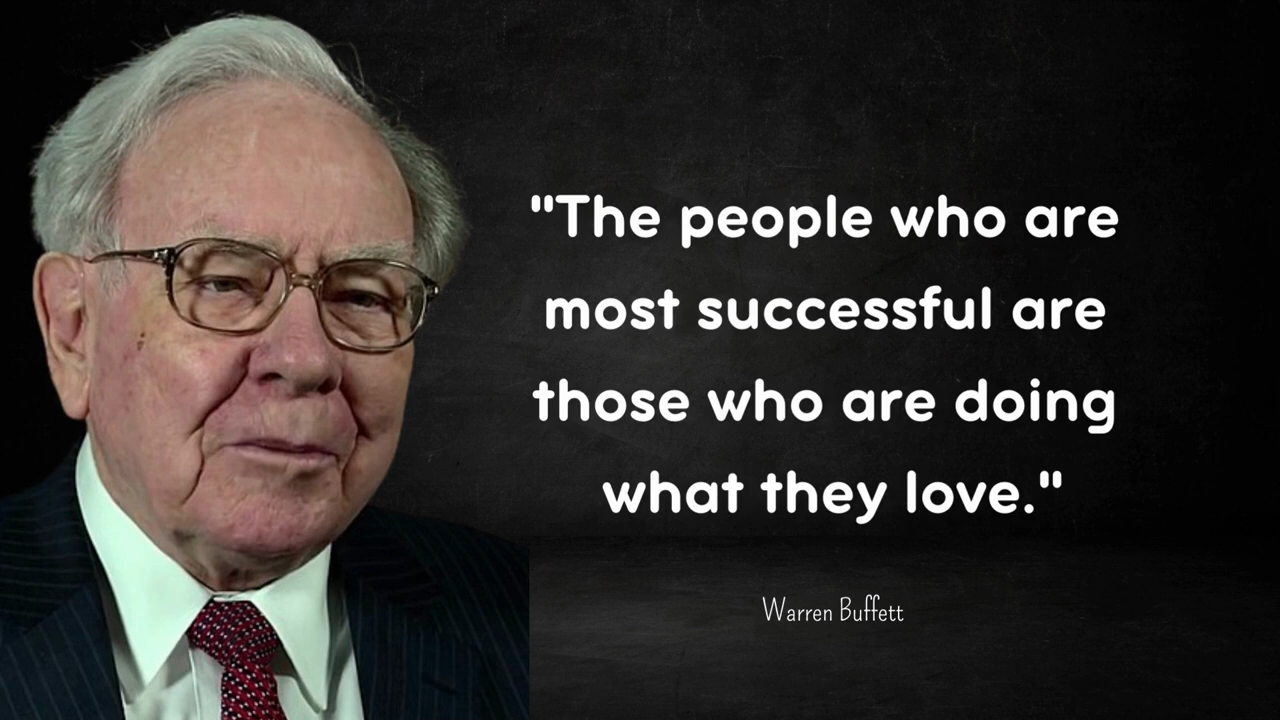 "The people who are
most successful are
those who are doing
what they love."
Warren Buffett